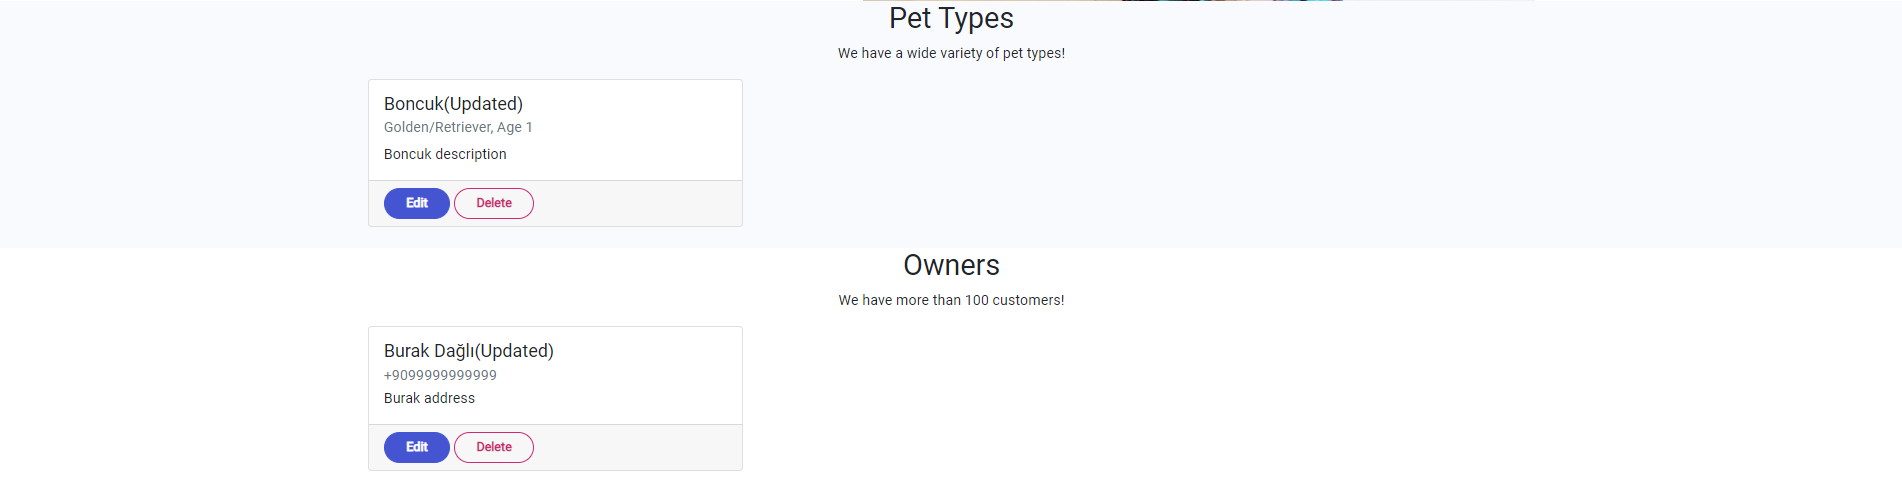 Pet Types
We have a wide variety of pet types!
Boncuk(Updated)
Golden/Retriever, Age 1
Boncuk description
Edit Delete
Owners
We have more than 100 customers!
Burak Dağlı(Updated)
+9099999999999
Burak address
Edit Delete